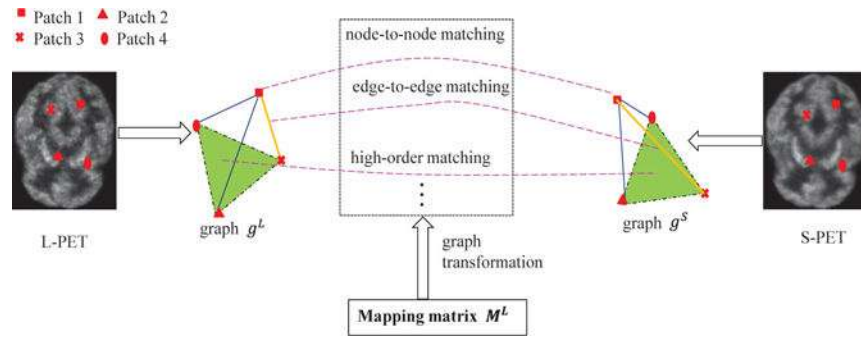 Patch 1 Patch 2
Patch 3 Patch 4
node-to-node matching
edge-to-edge matching
high-order matching
graph g^L
graph g^S
L-PET
S-PET
graph
transformation
Mapping matrix M^L